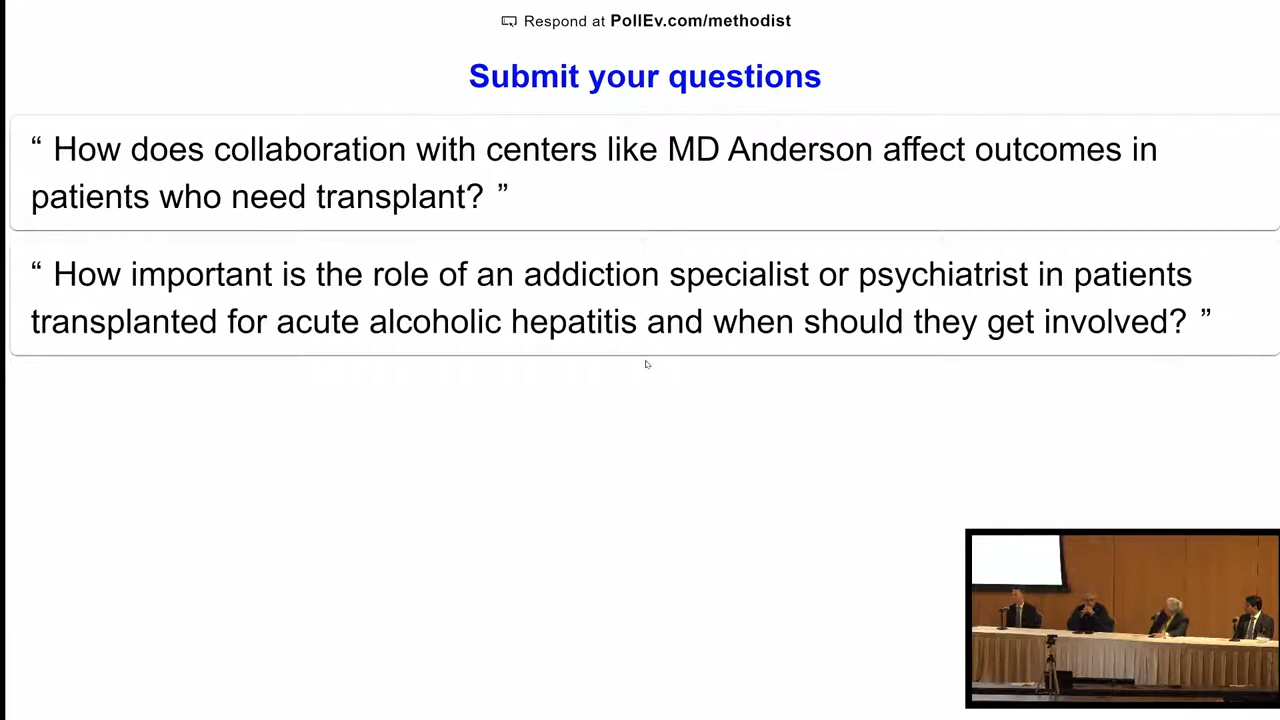 Respond at PollEv.com/methodist
Submit your questions
“ How does collaboration with centers like MD Anderson affect outcomes in
patients who need transplant? ”
“ How important is the role of an addiction specialist or psychiatrist in patients
transplanted for acute alcoholic hepatitis and when should they get involved? ”